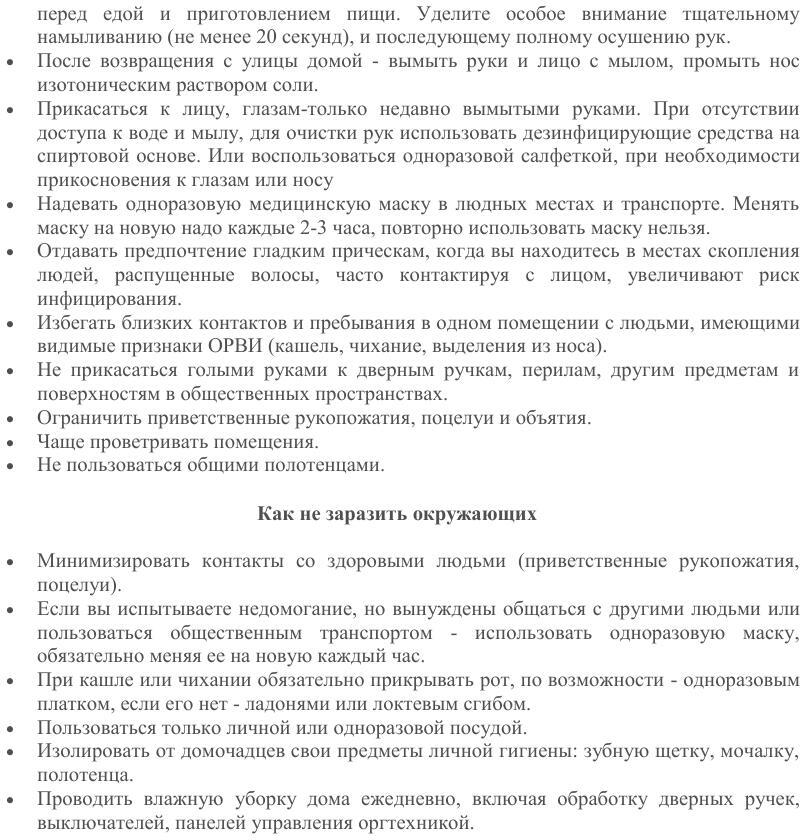 перед едой и приготовлением пищи. Уделите особое внимание тщательному
намыливанию (не менее 20 секунд), и последующему полному осушению рук.
• После возвращения с улицы домой - вымыть руки и лицо с мылом, промыть нос
изотоническим раствором соли.
• Прикасаться к лицу, глазам-только недавно вымытыми руками. При отсутствии
доступа к воде и мылу, для очистки рук использовать дезинфицирующие средства на
спиртовой основе. Или воспользоваться одноразовой салфеткой, при необходимости
прикосновения к глазам или носу
• Надевать одноразовую медицинскую маску в людных местах и транспорте. Менять
маску на новую надо каждые 2-3 часа, повторно использовать маску нельзя.
• Отдавать предпочтение гладким прическам, когда вы находитесь в местах скопления
людей, распущенные волосы, часто контактируя с лицом, увеличивают риск
инфицирования.
• Избегать близких контактов и пребывания в одном помещении с людьми, имеющими
видимые признаки ОРВИ (кашель, чихание, выделения из носа).
• Не прикасаться голыми руками к дверным ручкам, перилам, другим предметам и
поверхностям в общественных пространствах.
• Ограничить приветственные рукопожатия, поцелуи и объятия.
• Чаще проветривать помещения.
• Не пользоваться общими полотенцами.
Как не заразить окружающих
• Минимизировать контакты со здоровыми людьми (приветственные рукопожатия,
поцелуи).
• Если вы испытываете недомогание, но вынуждены общаться с другими людьми или
пользоваться общественным транспортом - использовать одноразовую маску,
обязательно меняя ее на новую каждый час.
• При кашле или чихании обязательно прикрывать рот, по возможности - одноразовым
платком, если его нет - ладонями или локтевым сгибом.
• Пользоваться только личной или одноразовой посудой.
• Изолировать от домочадцев свои предметы личной гигиены: зубную щетку, мочалку,
полотенца.
• Проводить влажную уборку дома ежедневно, включая обработку дверных ручек,
выключателей, панелей управления оргтехникой.